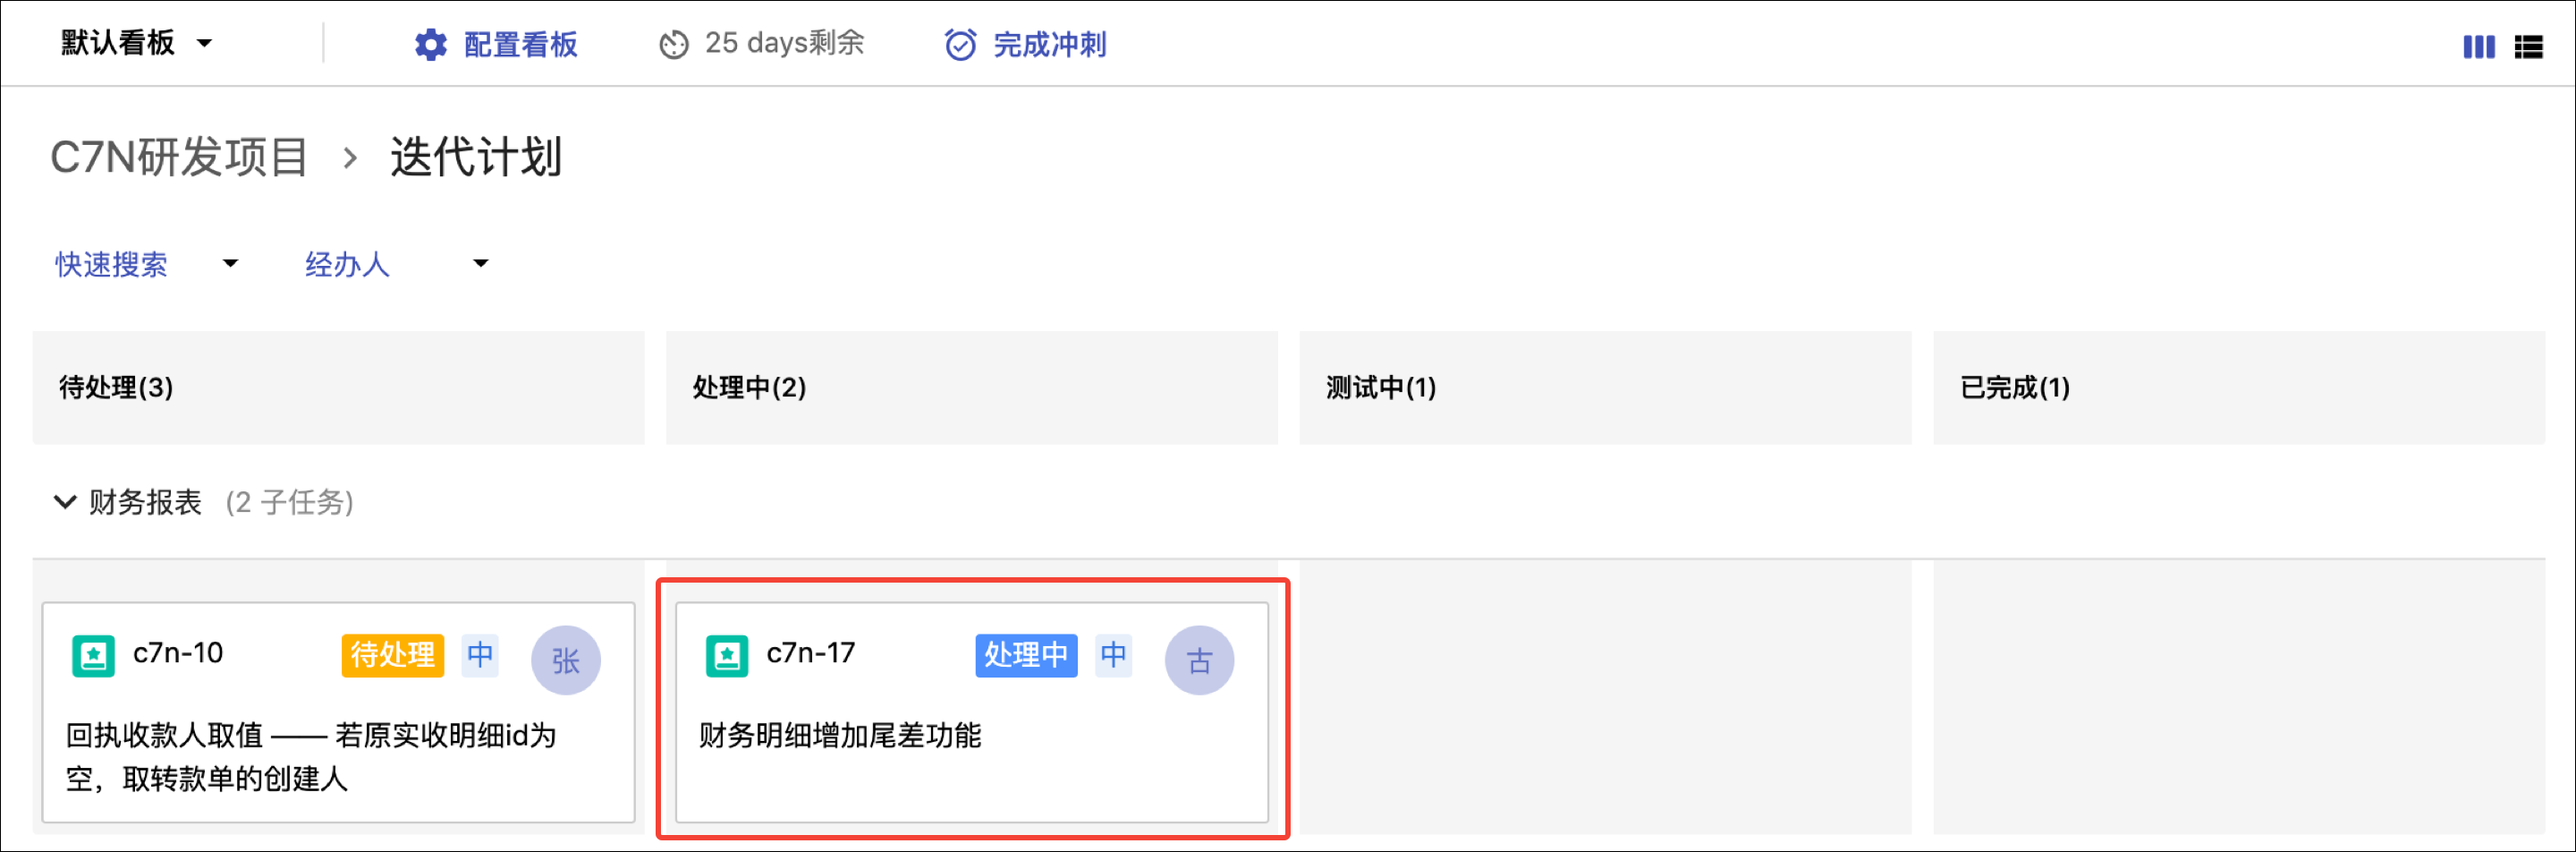 默认看板 配置看板 25 days剩余 完成冲刺
C7N研发项目 > 迭代计划
快速搜索 经办人
待处理(3) 处理中(2) 测试中(1) 已完成(1)
财务报表 (2 子任务)
c7n-10 待处理 中 张
回执收款人取值 —— 若原实收明细id为
空，取转款单的创建人
c7n-17 处理中 中 古
财务明细增加尾差功能